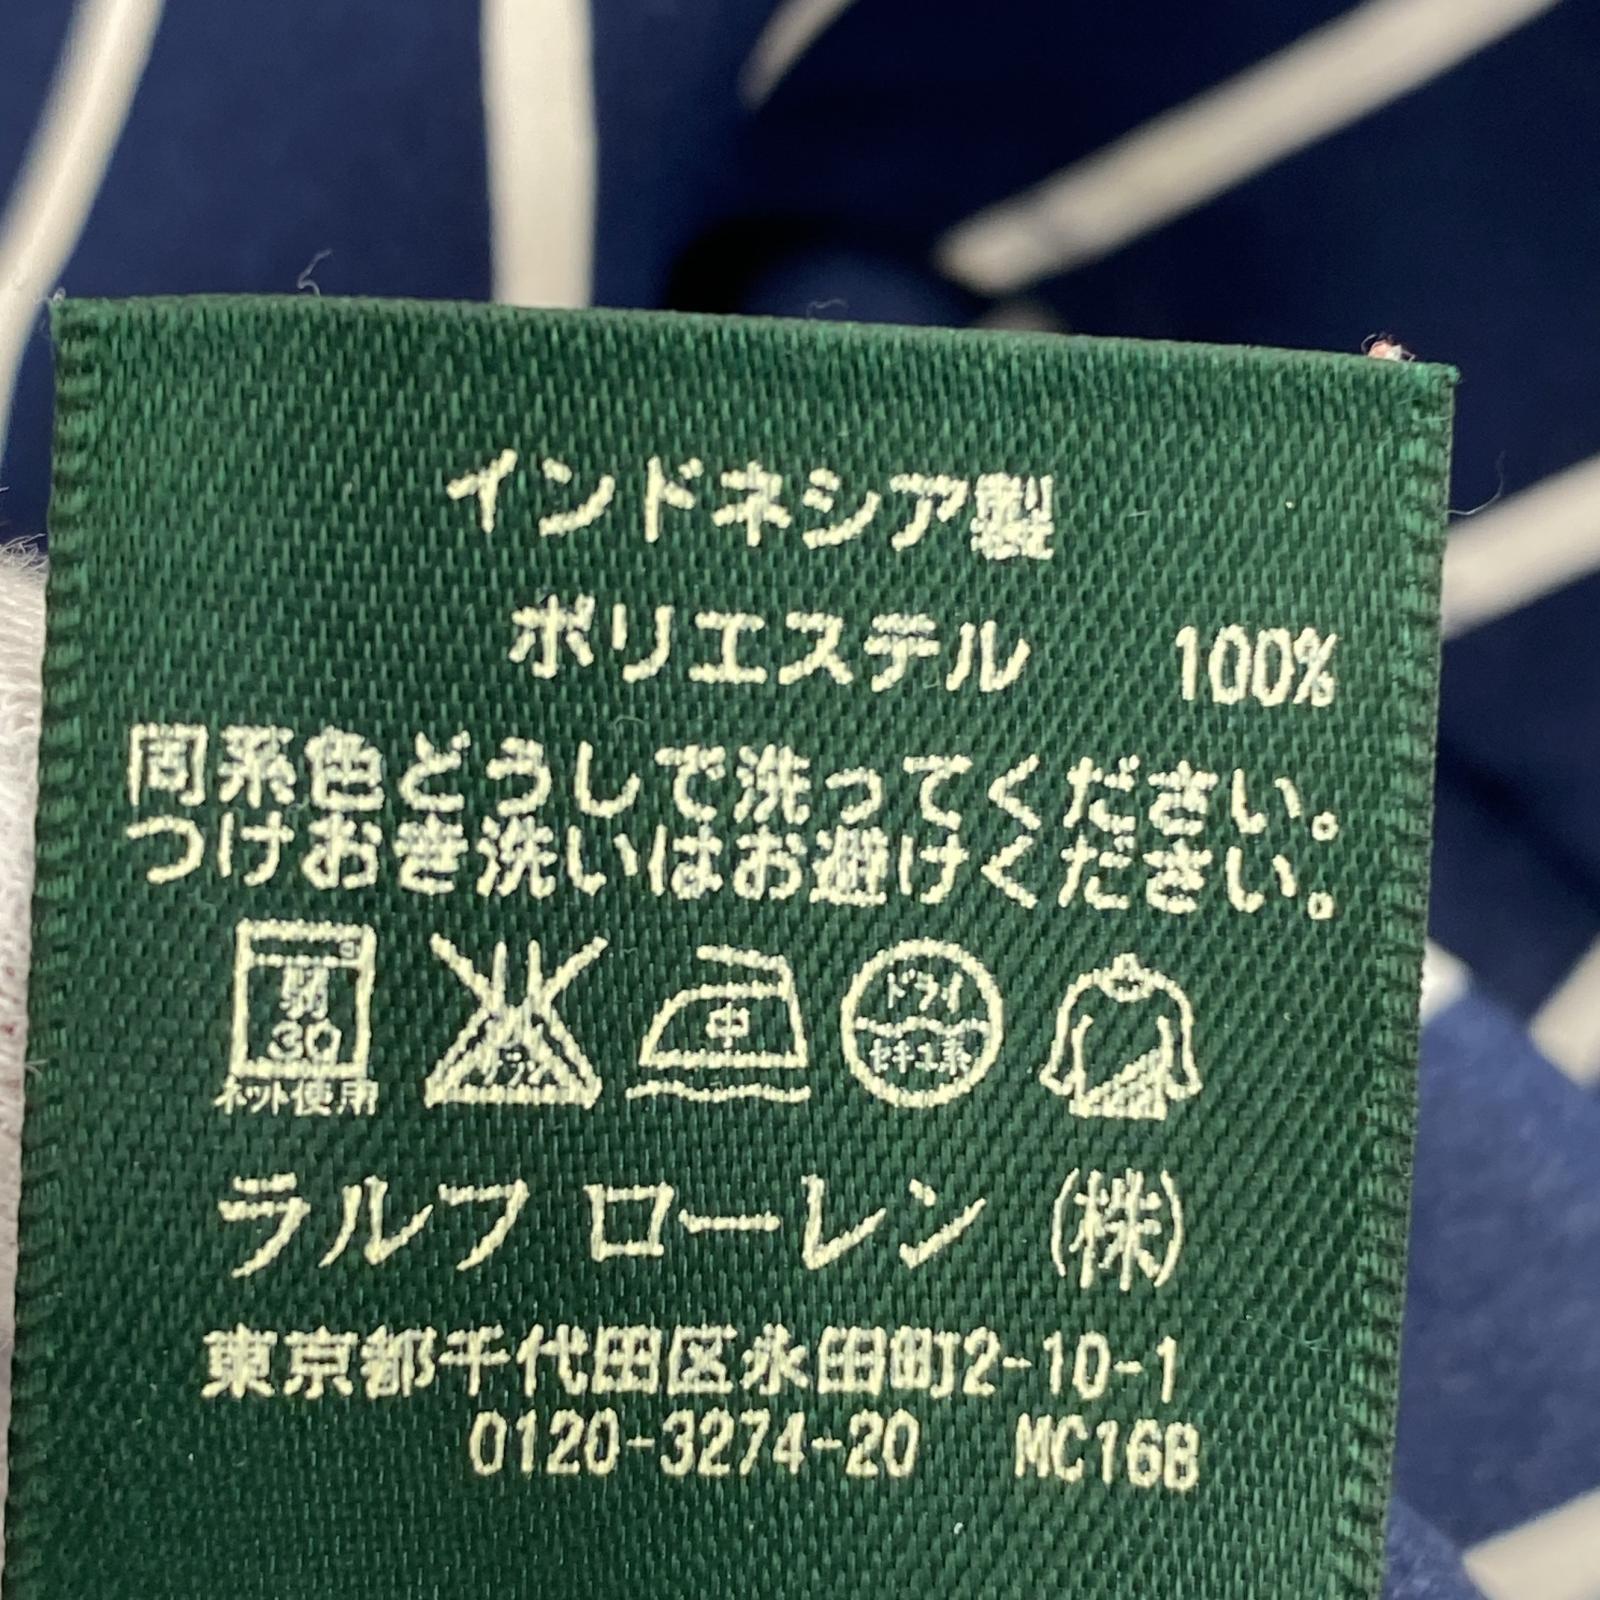 インドネシア製
ポリエステル 100%
同系色どうしで洗ってください。
つけおき洗いはお避けください。
弱
30
ネット使用
中
ドライ
セキユ系
ラルフ ローレン (株)
東京都千代田区永田町2-10-1
0120-3274-20 MC16B